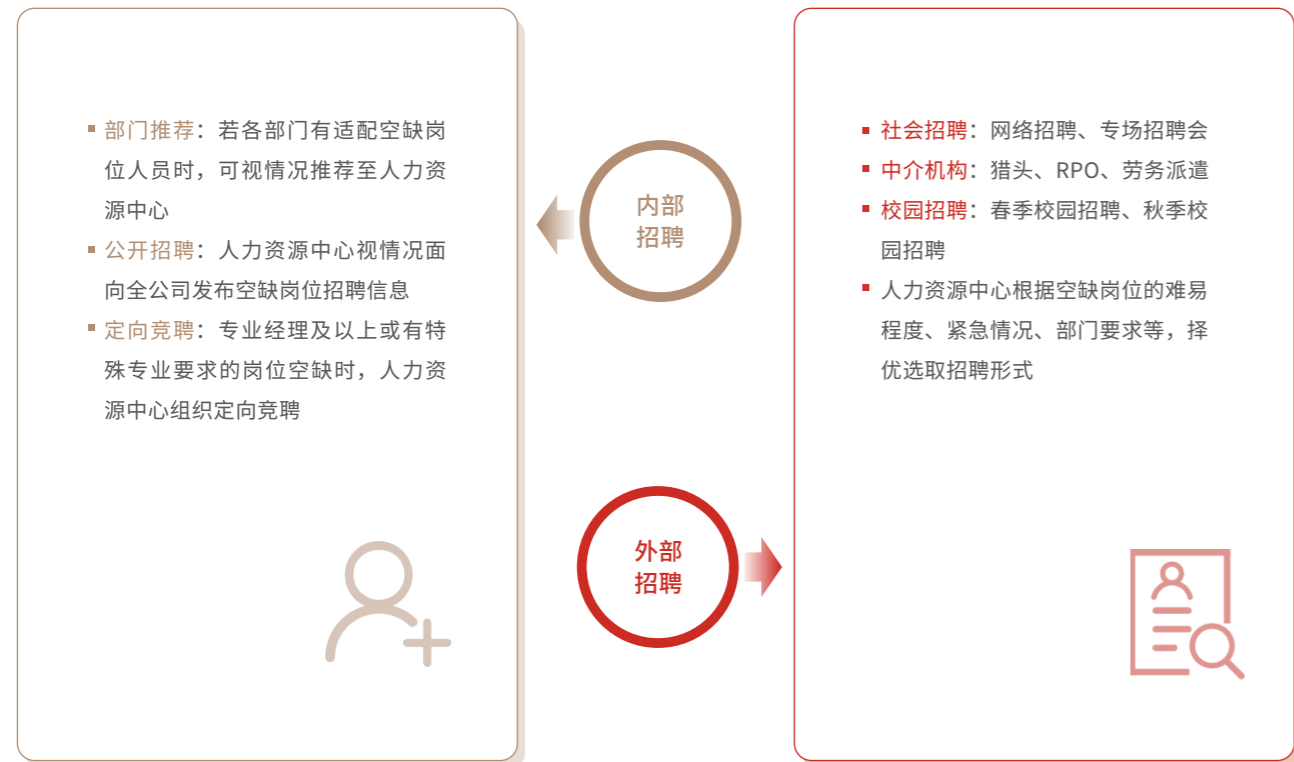 部门推荐：若各部门有适配空缺岗
位人员时，可视情况推荐至人力资
源中心
公开招聘：人力资源中心视情况面
向全公司发布空缺岗位招聘信息
定向竞聘：专业经理及以上或有特
殊专业要求的岗位空缺时，人力资
源中心组织定向竞聘
内部
招聘
外部
招聘
社会招聘：网络招聘、专场招聘会
中介机构：猎头、RPO、劳务派遣
校园招聘：春季校园招聘、秋季校
园招聘
人力资源中心根据空缺岗位的难易
程度、紧急情况、部门要求等，择
优选取招聘形式